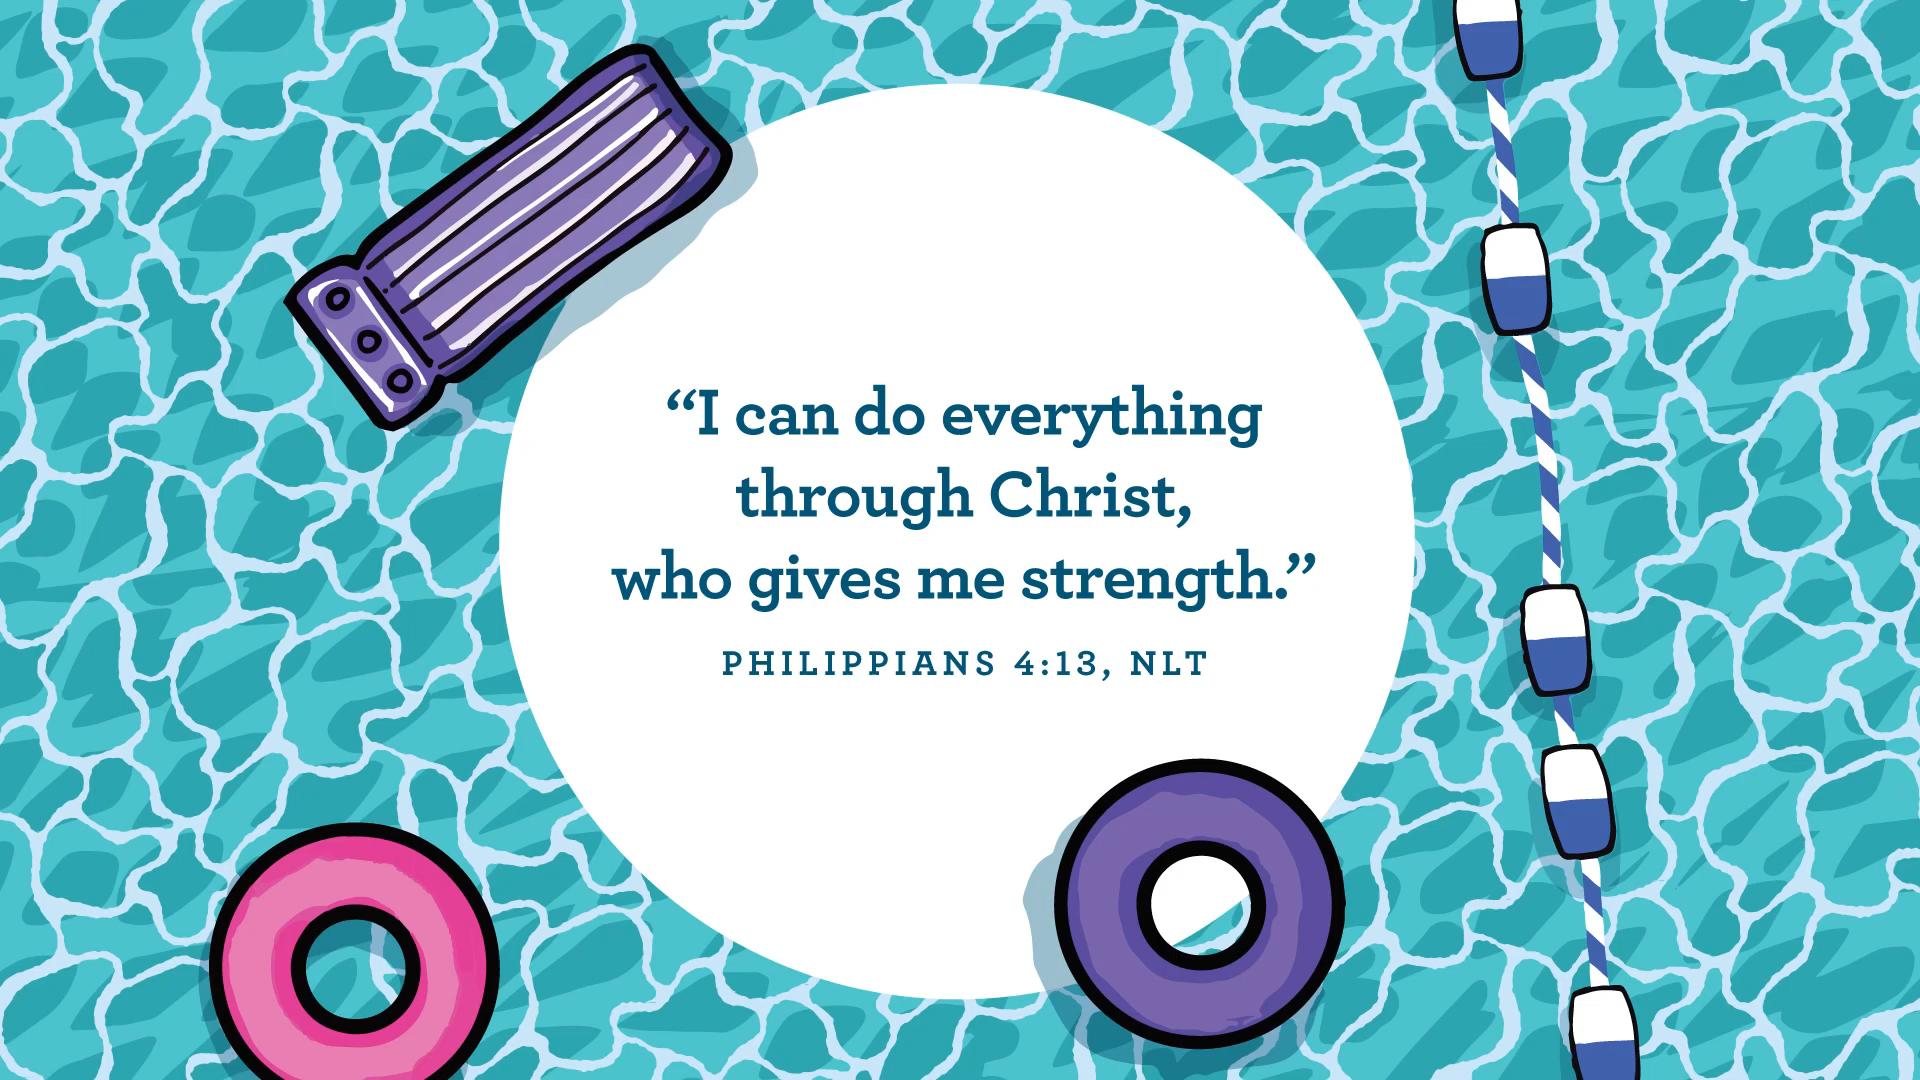 “I can do everything
through Christ,
who gives me strength.”
PHILIPPIANS 4:13, NLT